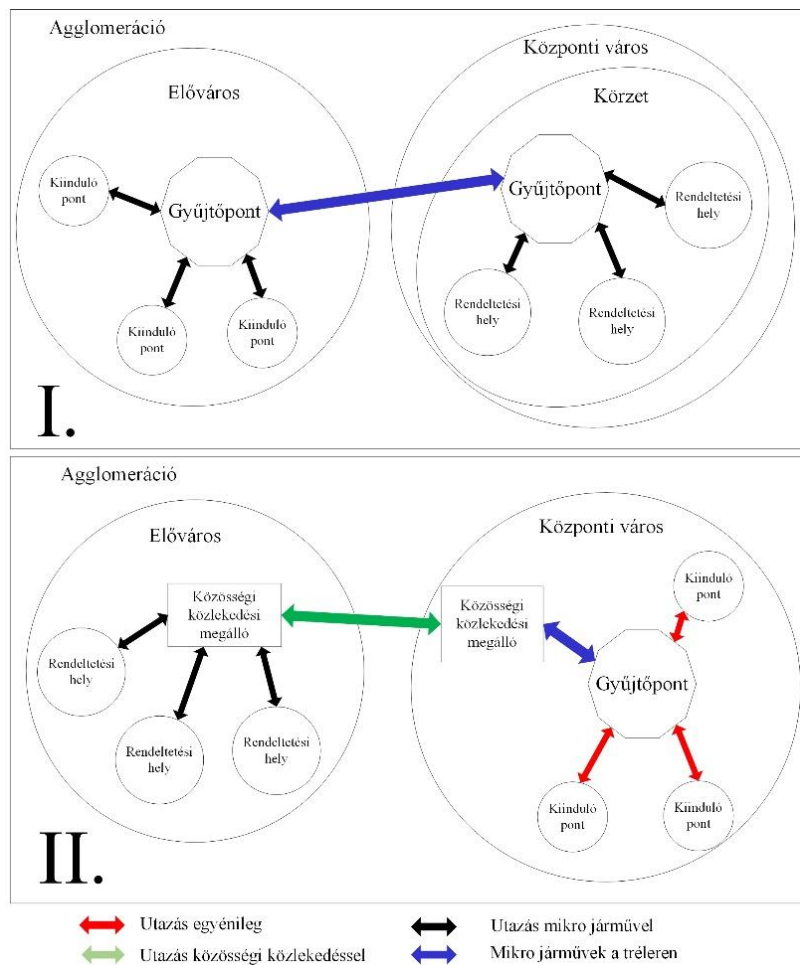 Agglomeráció
Központi város
Előváros
Körzet
Kiinduló
pont
Gyűjtőpont
Gyűjtőpont
Rendeltetési
hely
Rendeltetési
hely
Rendeltetési
hely
Kiinduló
pont
Kiinduló
pont
I.
Agglomeráció
Előváros
Központi város
Közösségi
közlekedési
megálló
Közösségi
közlekedési
megálló
Kiinduló
pont
Rendeltetési
hely
Gyűjtőpont
Rendeltetési
hely
Rendeltetési
hely
Kiinduló
pont
Kiinduló
pont
II.
Utazás egyénileg
Utazás mikro járművel
Utazás közösségi közlekedéssel
Mikro járművek a tréleren